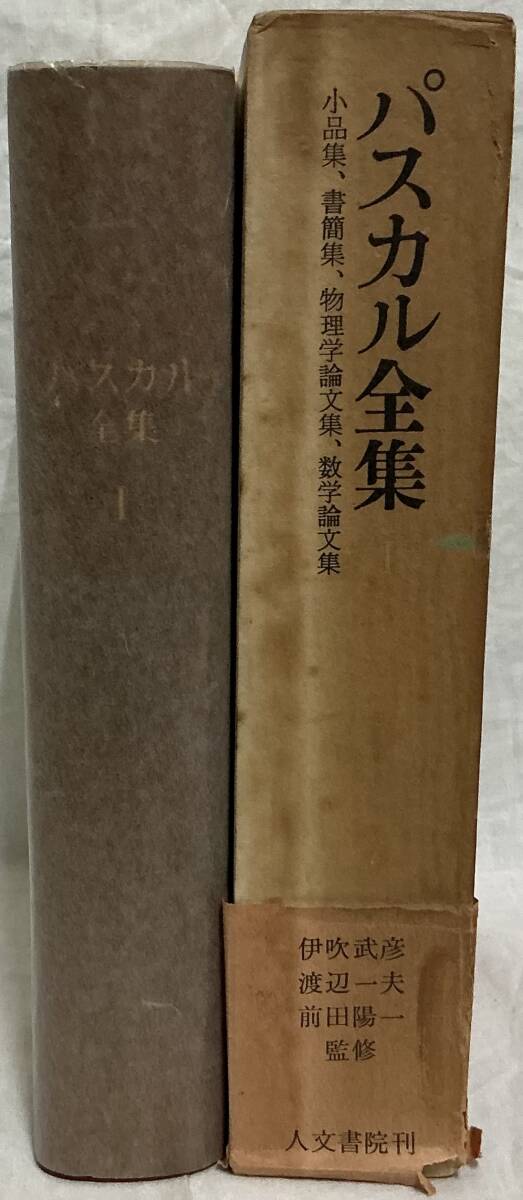 パスカル
全集
I
パスカル全集 I
小品集、書簡集、物理学論文集、数学論文集
伊吹武彦
渡辺一夫
前田陽一
監修
人文書院刊